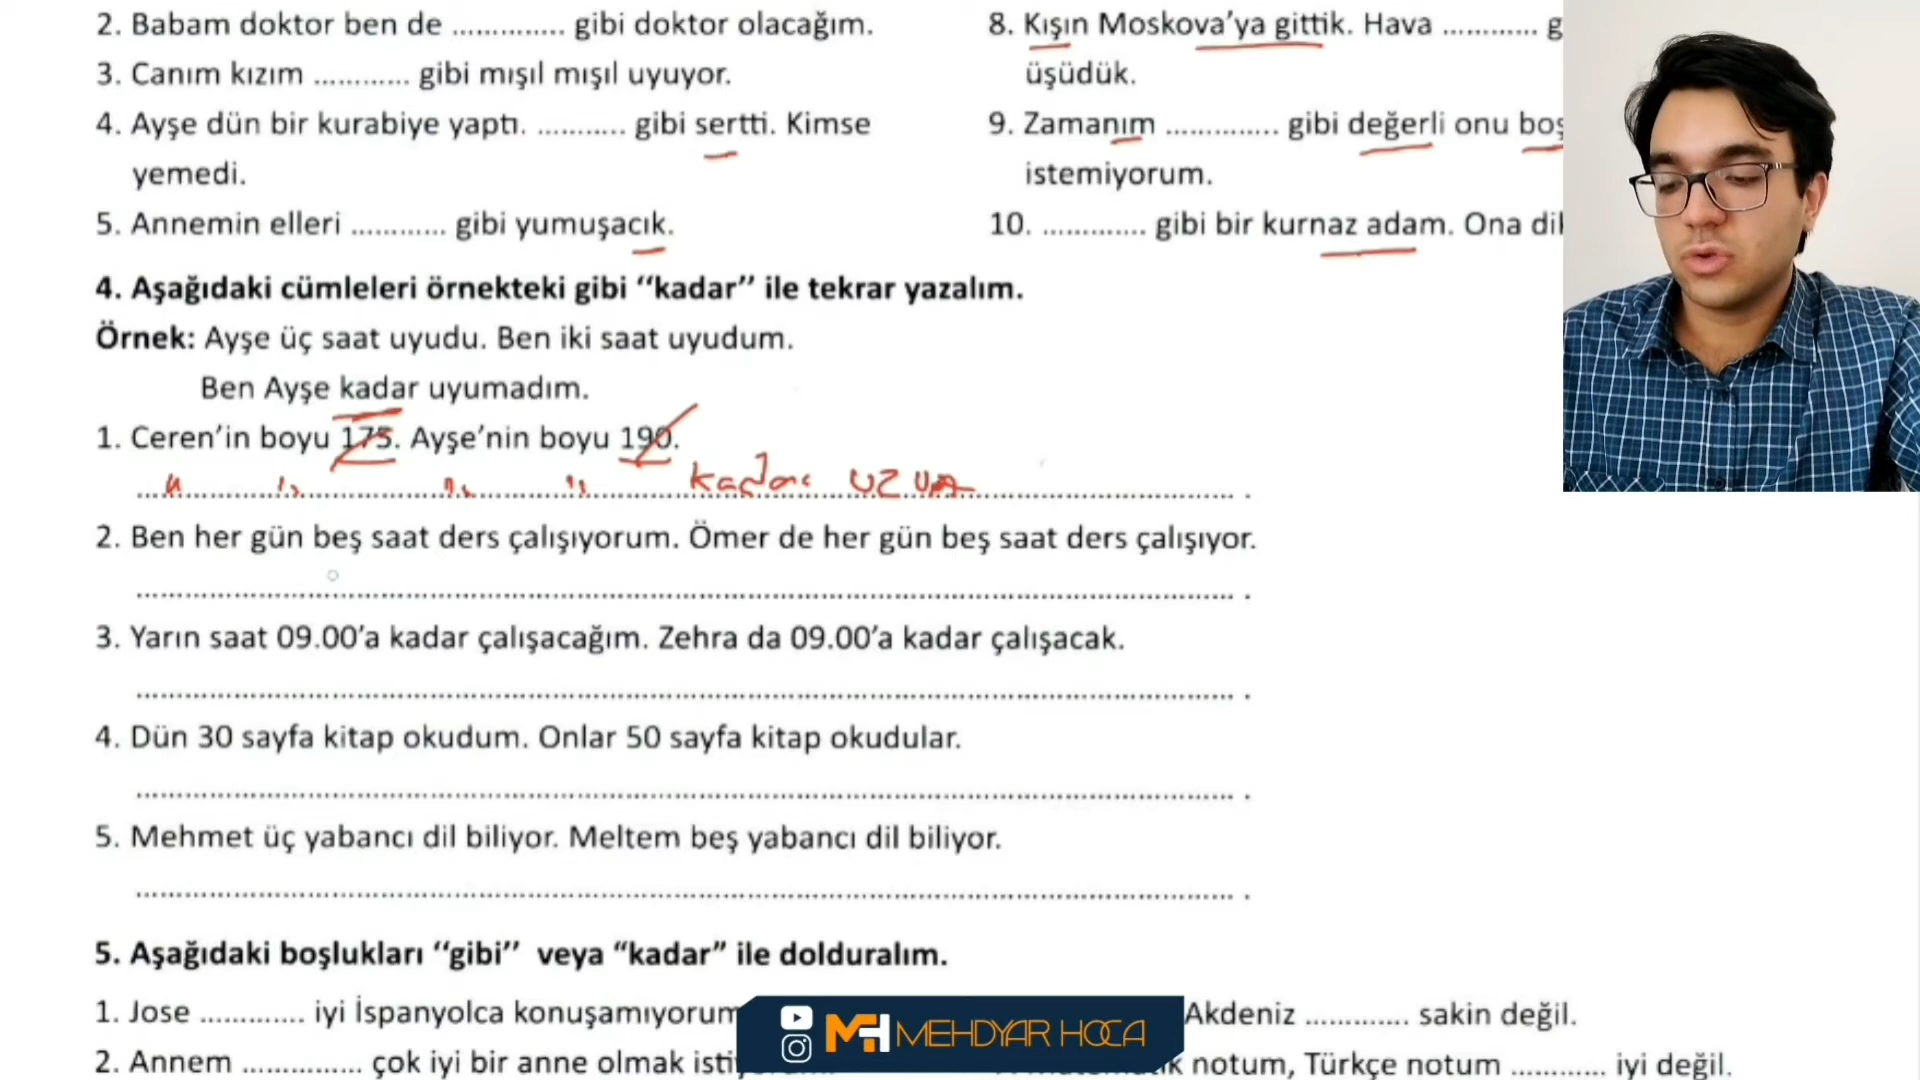 2. Babam doktor ben de .............. gibi doktor olacağım.
3. Canım kızım ............ gibi mışıl mışıl uyuyor.
4. Ayşe dün bir kurabiye yaptı. ........... gibi sertti. Kimse
yemedi.
5. Annemin elleri ............ gibi yumuşacık.
8. Kışın Moskova’ya gittik. Hava ............
üşüdük.
9. Zamanım .............. gibi değerli onu boş
istemiyorum.
10. ............. gibi bir kurnaz adam. Ona
4. Aşağıdaki cümleleri örnekteki gibi ‘‘kadar’’ ile tekrar yazalım.
Örnek: Ayşe üç saat uyudu. Ben iki saat uyudum.
Ben Ayşe kadar uyumadım.
1. Ceren’in boyu 175. Ayşe’nin boyu 190.
" " " " kadar uzun
2. Ben her gün beş saat ders çalışıyorum. Ömer de her gün beş saat ders çalışıyor.
3. Yarın saat 09.00’a kadar çalışacağım. Zehra da 09.00’a kadar çalışacak.
4. Dün 30 sayfa kitap okudum. Onlar 50 sayfa kitap okudular.
5. Mehmet üç yabancı dil biliyor. Meltem beş yabancı dil biliyor.
5. Aşağıdaki boşlukları ‘‘gibi’’ veya “kadar” ile dolduralım.
1. Jose ............. iyi İspanyolca konuşamıyorum
2. Annem ............... çok iyi bir anne olmak
Akdeniz ............. sakin değil.
notum, Türkçe notum ............ iyi değil.
MH MEHDYAR HOCA